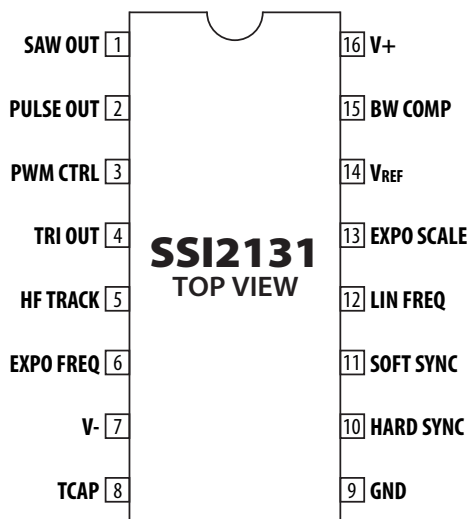 SAW OUT 1 16 V+
PULSE OUT 2 15 BW COMP
PWM CTRL 3 14 VREF
TRI OUT 4 13 EXPO SCALE
SSI2131
TOP VIEW
HF TRACK 5 12 LIN FREQ
EXPO FREQ 6 11 SOFT SYNC
V- 7 10 HARD SYNC
TCAP 8 9 GND